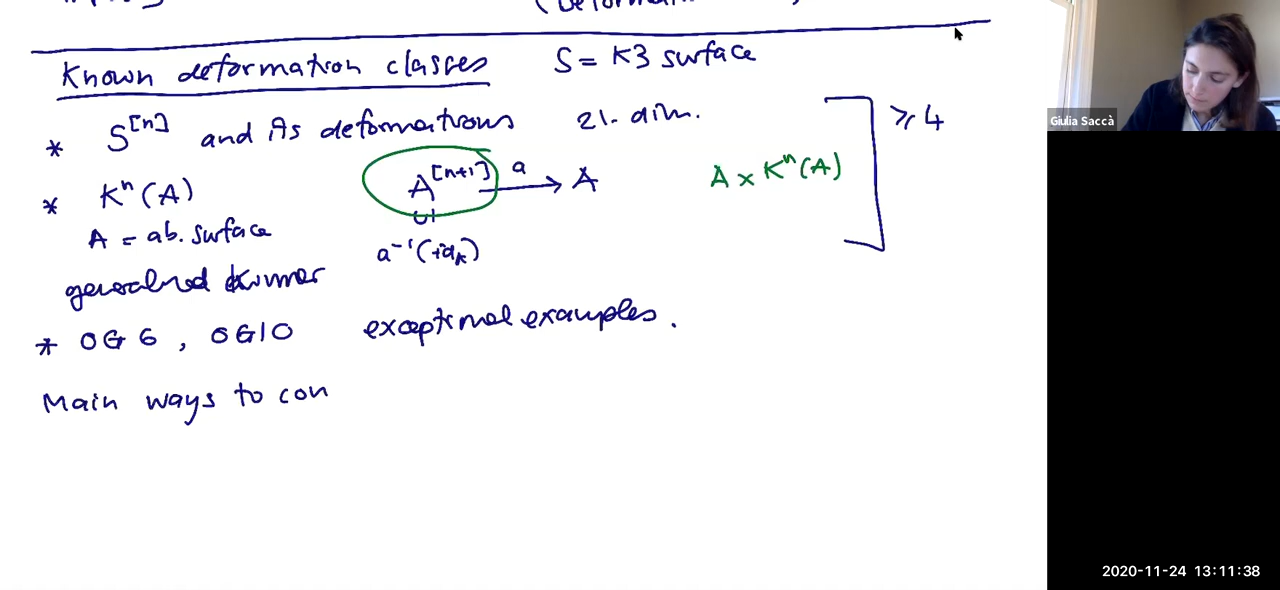 Known deformation classes S = K3 surface
* S^[n] and its deformations 21. dim. ≥ 4
* K^n(A) A^[n+1] a → A A × K^n(A)
A = ab. surface
a^-1(id_A)
generalized Kummer
* OG6, OG10 exceptional examples.
Main ways to con
Giulia Saccà
2020-11-24 13:11:38